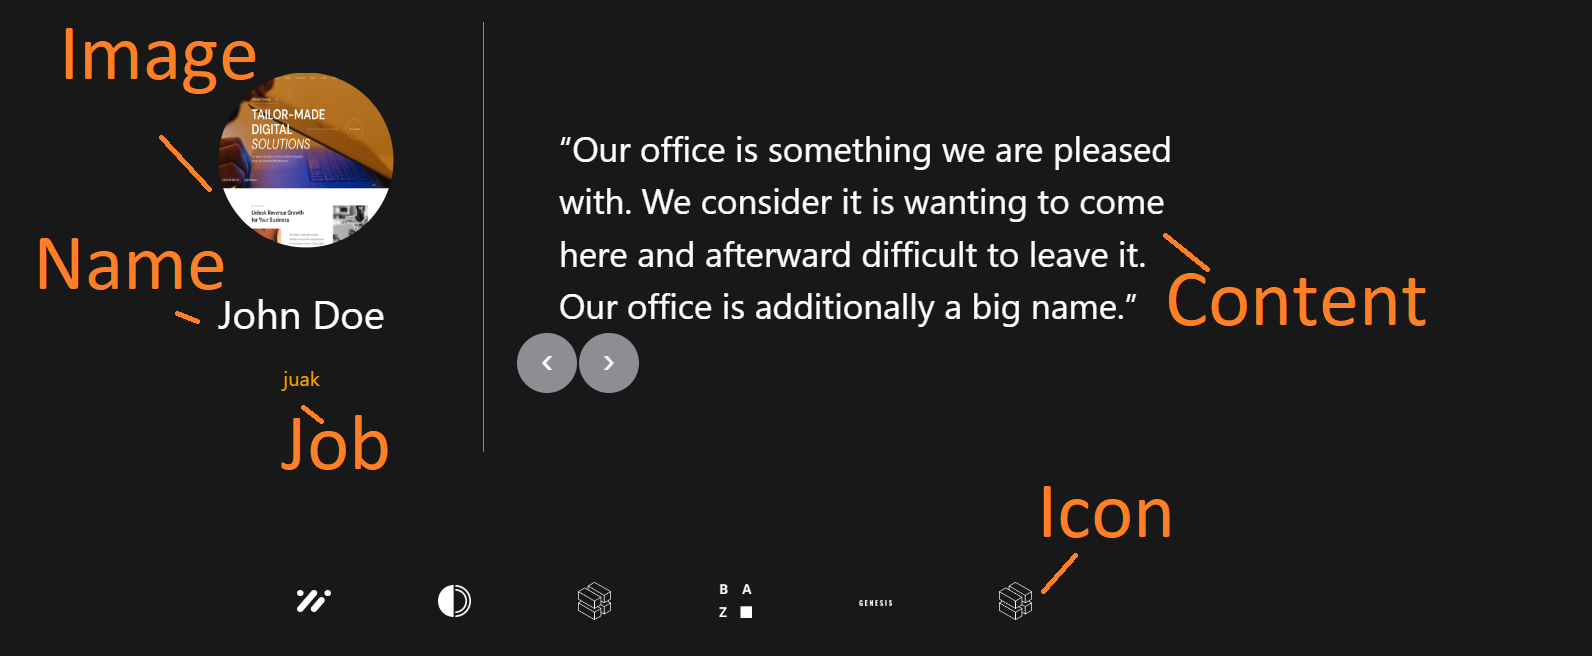 Image
TAILOR-MADE
DIGITAL
SOLUTIONS
Unlock Revenue Growth
for Your Business
Name
John Doe
juak
Job
“Our office is something we are pleased
with. We consider it is wanting to come
here and afterward difficult to leave it.
Our office is additionally a big name.”
Content
‹ ›
Icon
B A
Z
GENESIS